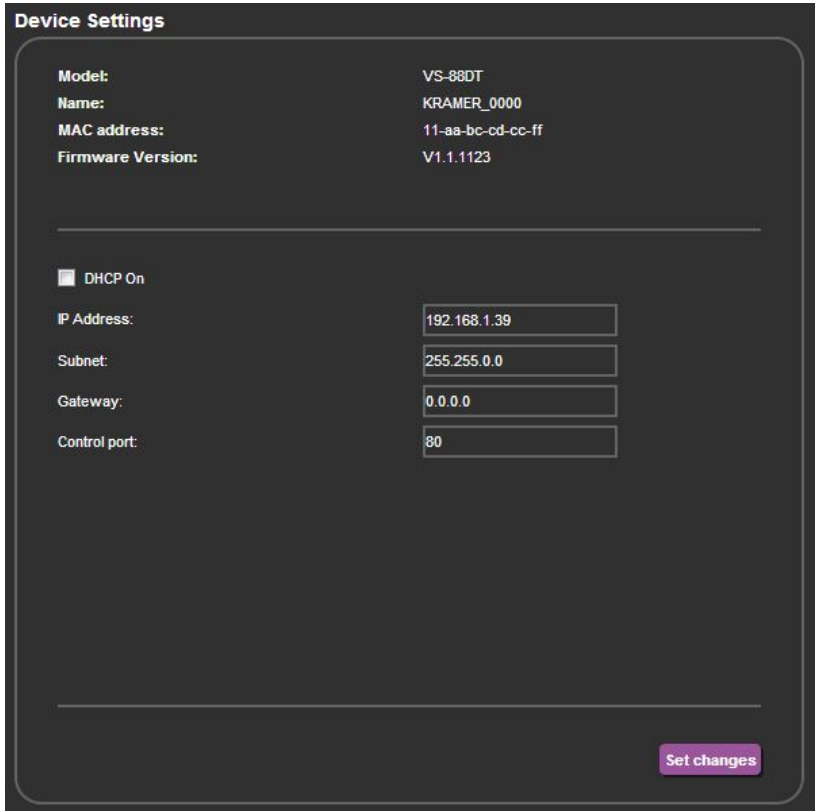 Device Settings
Model: VS-88DT
Name: KRAMER_0000
MAC address: 11-aa-bc-cd-cc-ff
Firmware Version: V1.1.1123
DHCP On
IP Address: 192.168.1.39
Subnet: 255.255.0.0
Gateway: 0.0.0.0
Control port: 80
Set changes